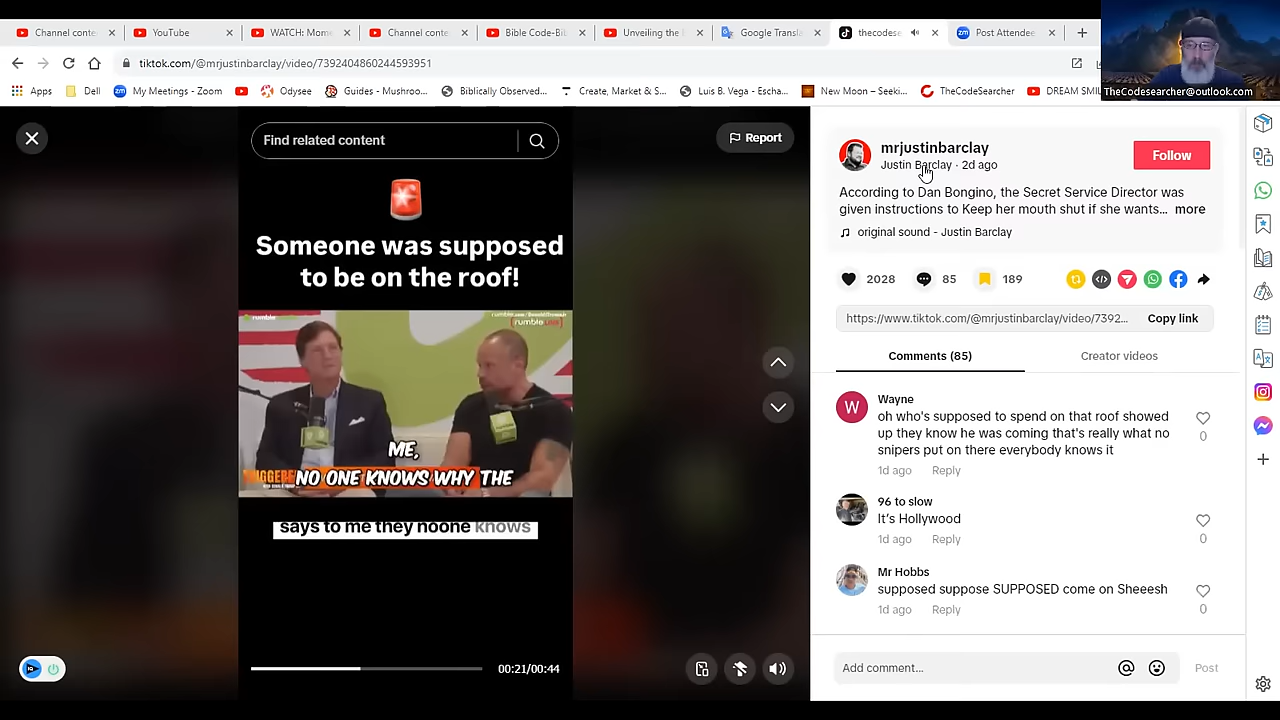 Channel conte
YouTube
WATCH: Mome
Channel conte
Bible Code-Bi
Unveiling the
Google Transla
thecodese
Post Attendee
tiktok.com/@mrjustinbarclay/video/7392404860244593951
Apps
Dell
My Meetings - Zoom
Odysee
Guides - Mushroo...
Biblically Observed...
Create, Market & S...
Luis B. Vega - Escha...
New Moon – Seeki...
TheCodeSearcher
DREAM SMI
TheCodesearcher@outlook.com
Find related content
Report
Someone was supposed
to be on the roof!
ME,
NO ONE KNOWS WHY THE
says to me they noone knows
00:21/00:44
mrjustinbarclay
Justin Barclay · 2d ago
Follow
According to Dan Bongino, the Secret Service Director was
given instructions to Keep her mouth shut if she wants... more
original sound - Justin Barclay
2028
85
189
https://www.tiktok.com/@mrjustinbarclay/video/7392...
Copy link
Comments (85)
Creator videos
W
Wayne
oh who's supposed to spend on that roof showed
up they know he was coming that's really what no
snipers put on there everybody knows it
0
1d ago
Reply
96 to slow
It's Hollywood
0
1d ago
Reply
Mr Hobbs
supposed suppose SUPPOSED come on Sheeesh
0
1d ago
Reply
Add comment...
Post